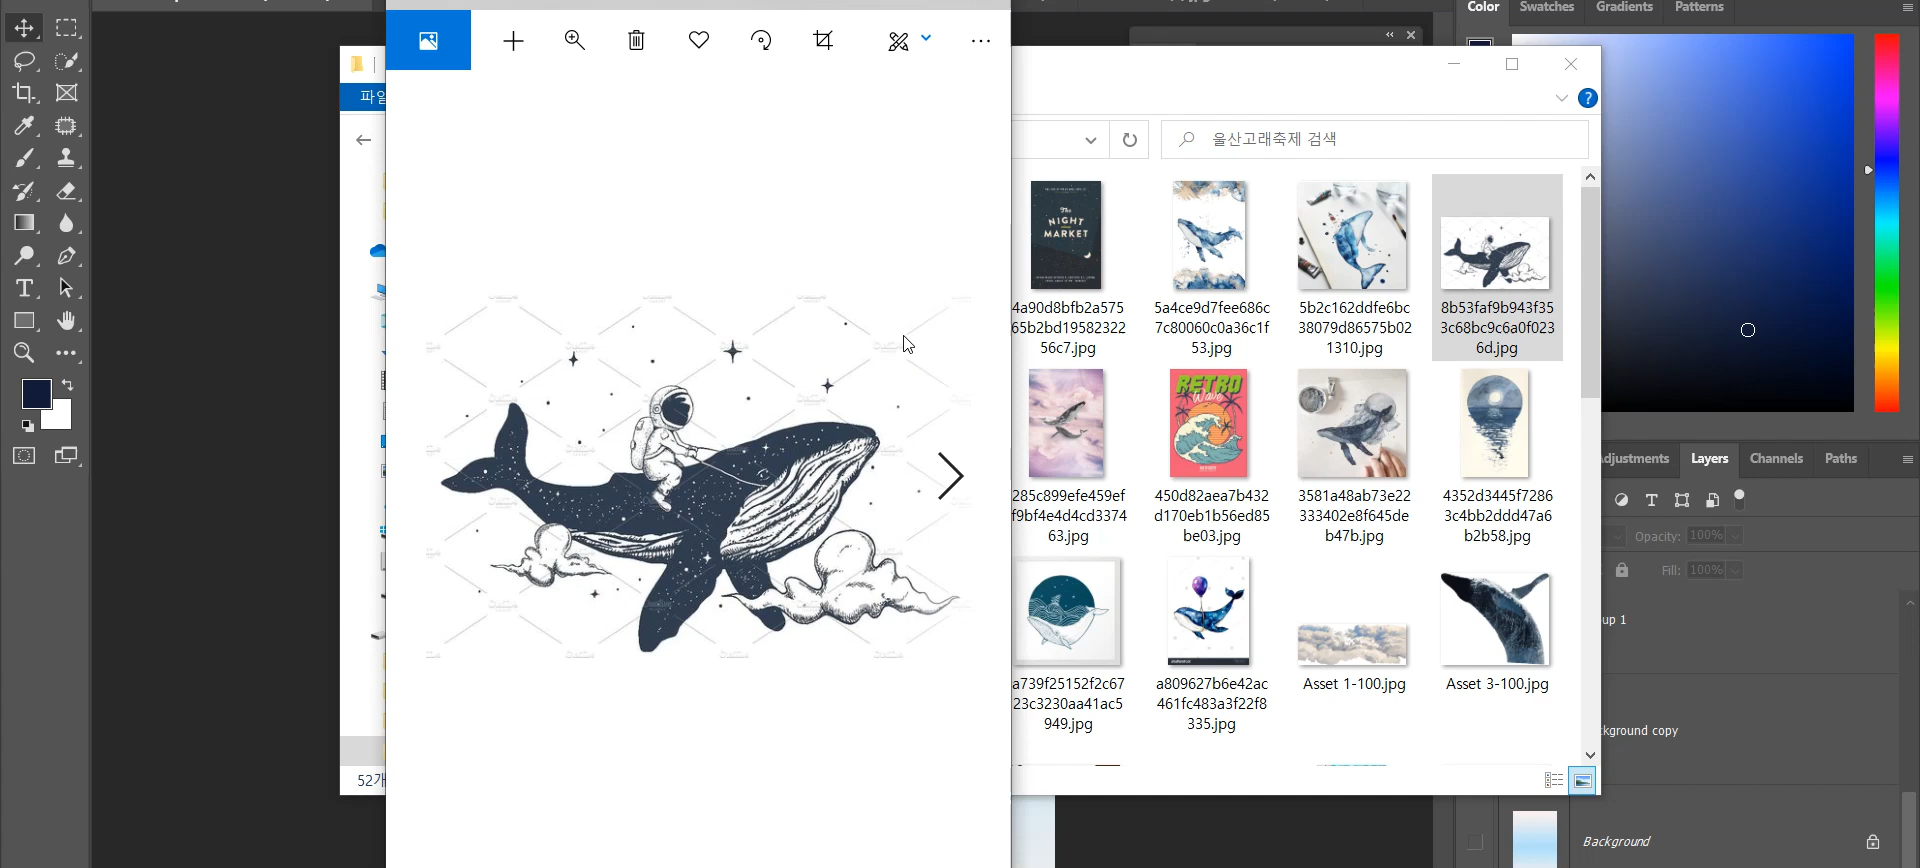 Color
Swatches
Gradients
Patterns
울산고래축제 검색
The
NIGHT
MARKET
4a90d8bfb2a575
65b2bd19582322
56c7.jpg
5a4ce9d7fee686c
7c80060c0a36c1f
53.jpg
5b2c162ddfe6bc
38079d86575b02
1310.jpg
8b53faf9b943f35
3c68bc9c6a0f023
6d.jpg
RETRO
Wave
285c899efe459ef
f9bf4e4d4cd3374
63.jpg
450d82aea7b432
d170eb1b56ed85
be03.jpg
3581a48ab73e22
333402e8f645de
b47b.jpg
4352d3445f7286
3c4bb2ddd47a6
b2b58.jpg
a739f25152f2c67
23c3230aa41ac5
949.jpg
a809627b6e42ac
461fc483a3f22f8
335.jpg
Asset 1-100.jpg
Asset 3-100.jpg
52개
djustments
Layers
Channels
Paths
Opacity: 100%
Fill: 100%
up 1
kground copy
Background